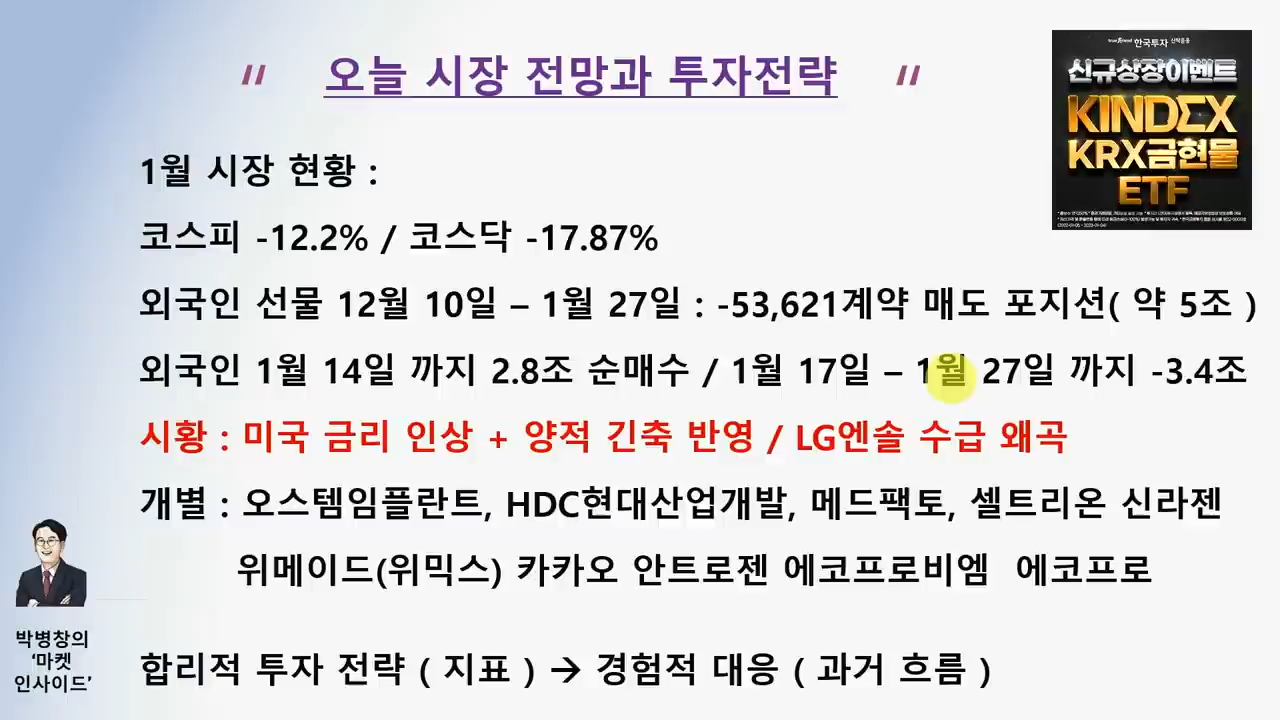 " 오늘 시장 전망과 투자전략 "
한국투자 신탁운용
신규상장이벤트
KINDEX
KRX금현물
ETF
1월 시장 현황 :
코스피 -12.2% / 코스닥 -17.87%
외국인 선물 12월 10일 – 1월 27일 : -53,621계약 매도 포지션( 약 5조 )
외국인 1월 14일 까지 2.8조 순매수 / 1월 17일 – 1월 27일 까지 -3.4조
시황 : 미국 금리 인상 + 양적 긴축 반영 / LG엔솔 수급 왜곡
개별 : 오스템임플란트, HDC현대산업개발, 메드팩토, 셀트리온 신라젠
위메이드(위믹스) 카카오 안트로젠 에코프로비엠 에코프로
합리적 투자 전략 ( 지표 ) → 경험적 대응 ( 과거 흐름 )
박병창의
‘마켓
인사이드’